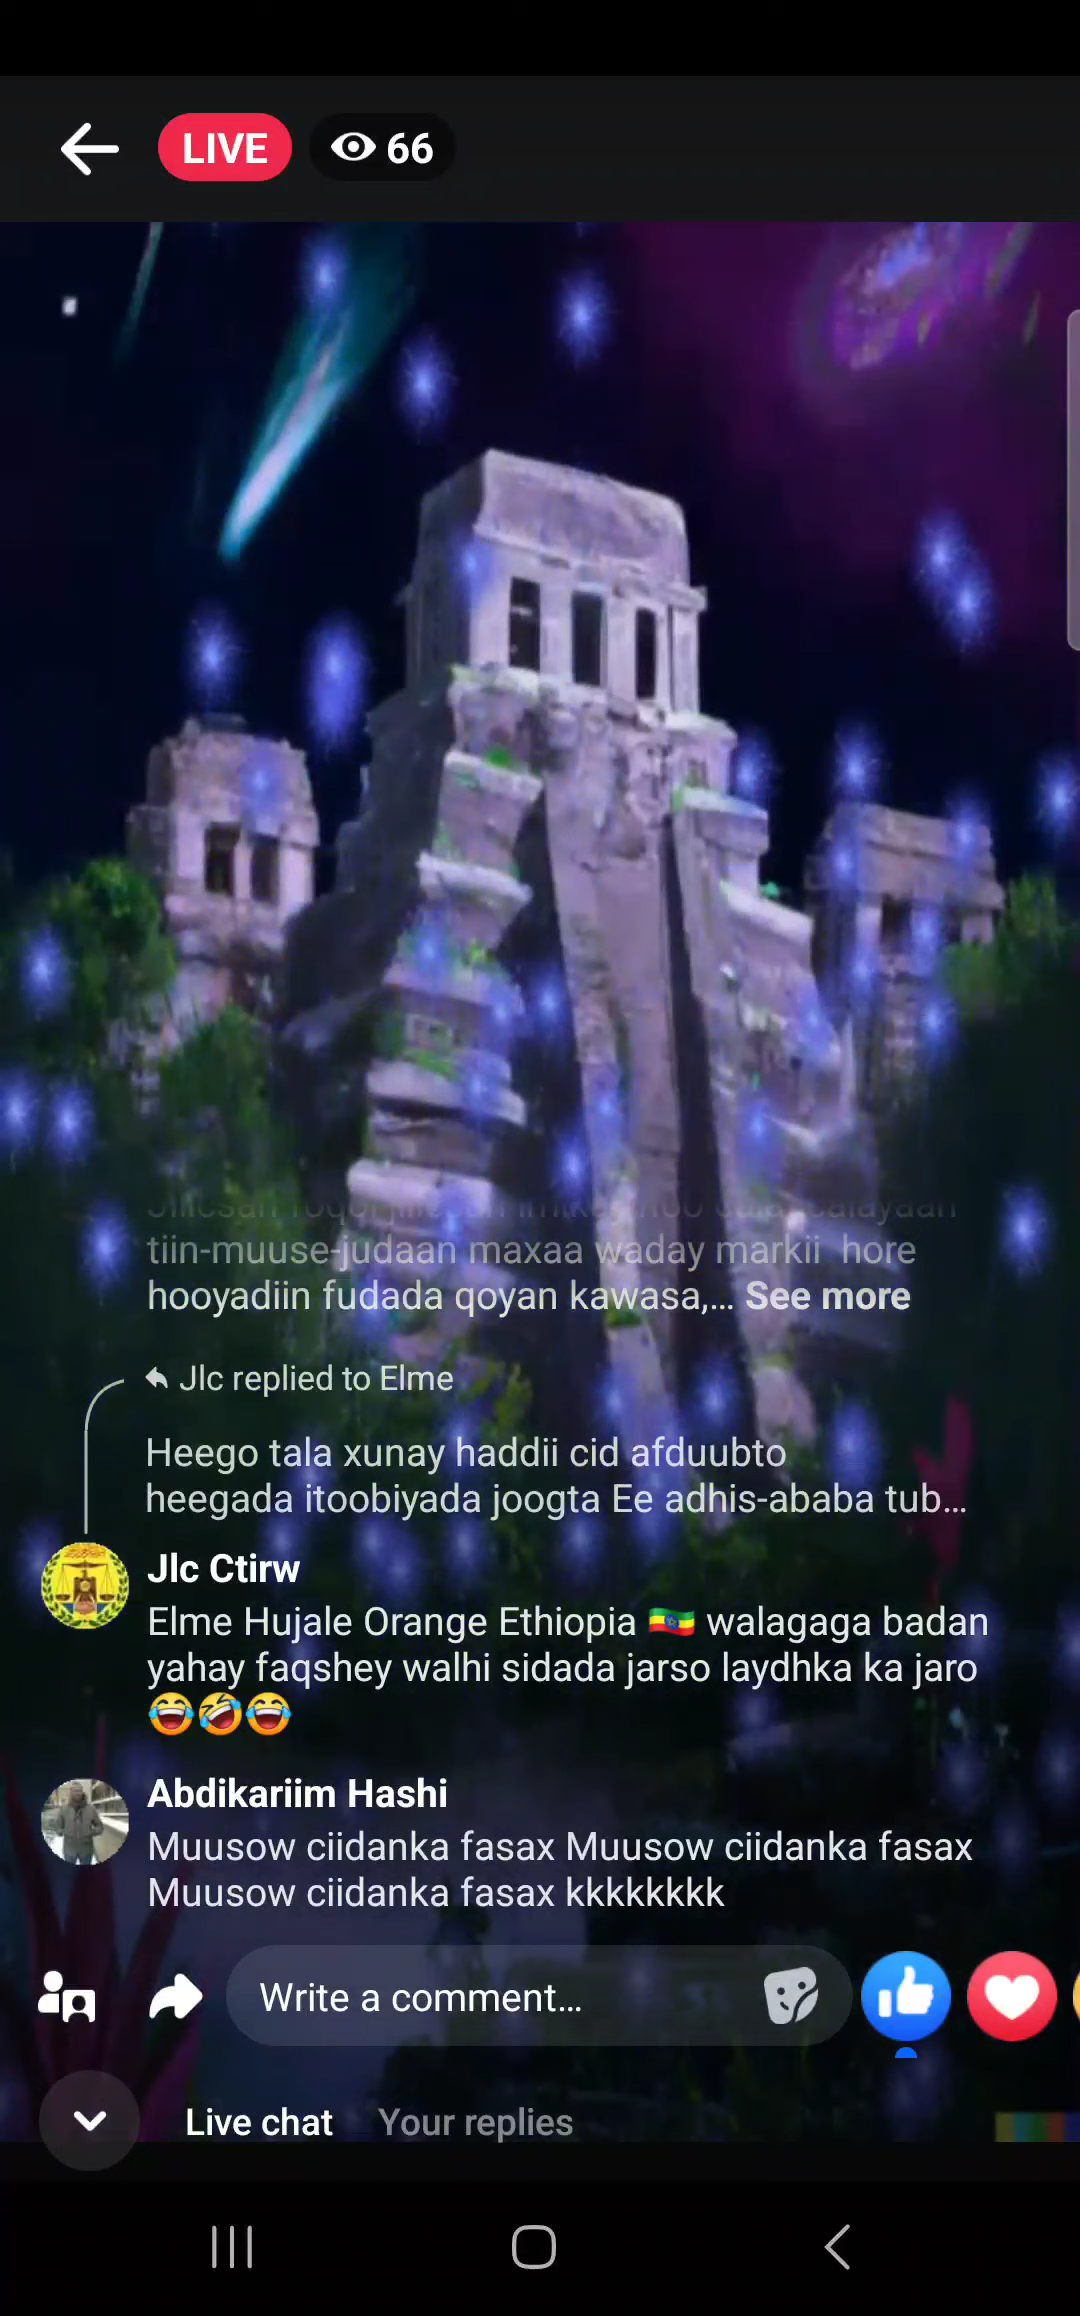 LIVE 66
tiin-muuse-judaan maxaa waday markii hore
hooyadiin fudada qoyan kawasa,... See more
Jlc replied to Elme
Heego tala xunay haddii cid afduubto
heegada itoobiyada joogta Ee adhis-ababa tub...
Jlc Ctirw
Elme Hujale Orange Ethiopia 🇪🇹 walagaga badan
yahay faqshey walhi sidada jarso laydhka ka jaro
😂🤣😂
Abdikariim Hashi
Muusow ciidanka fasax Muusow ciidanka fasax
Muusow ciidanka fasax kkkkkkkk
Write a comment...
Live chat Your replies